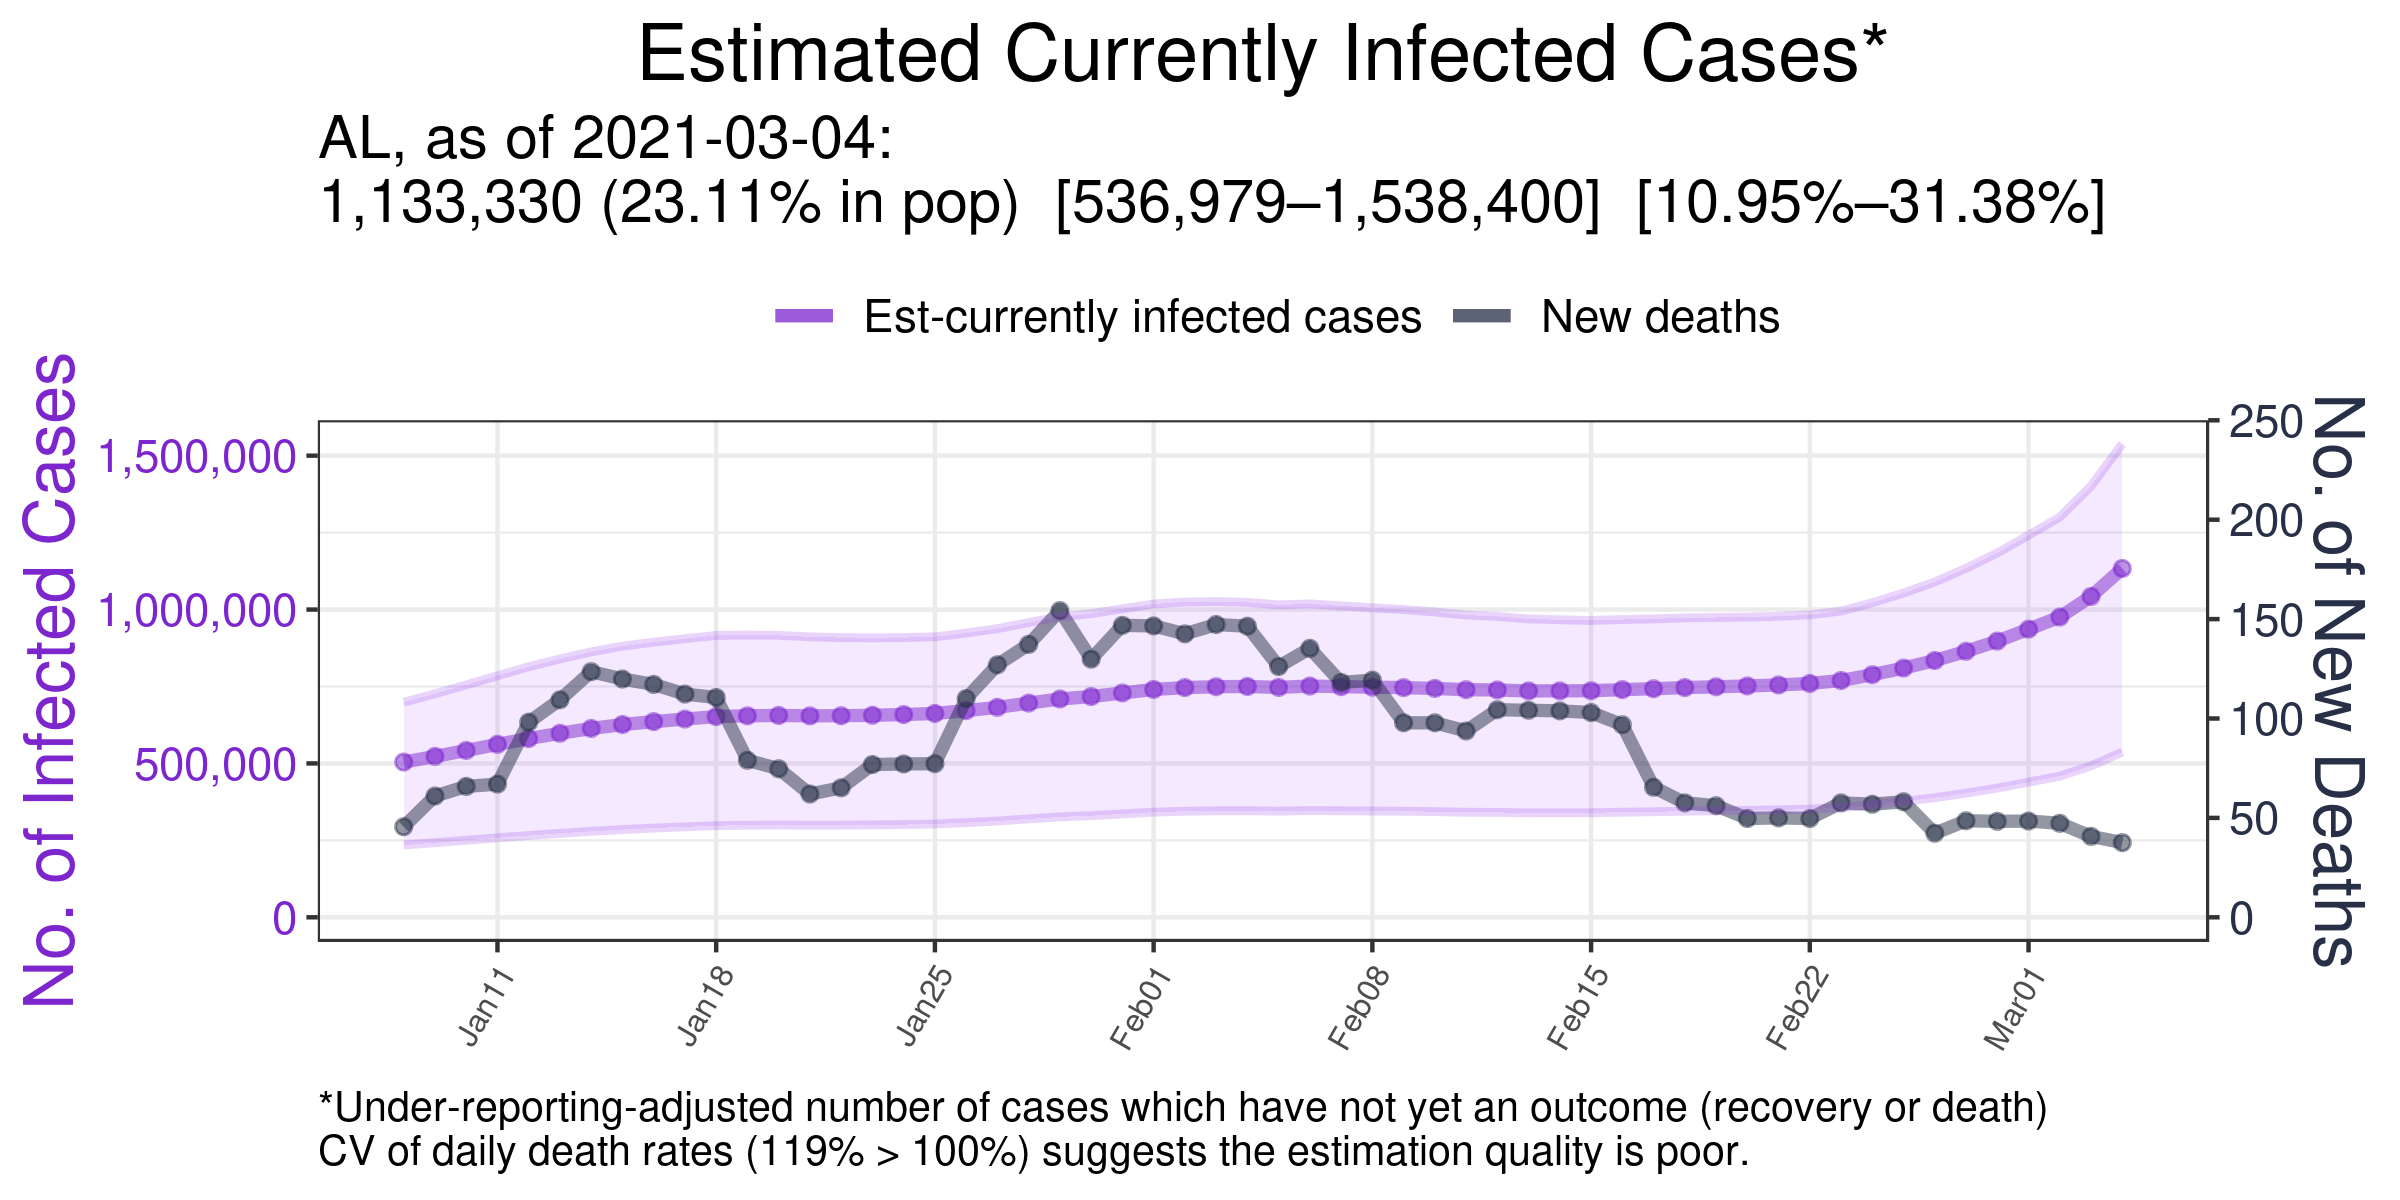 Estimated Currently Infected Cases*
AL, as of 2021-03-04:
1,133,330 (23.11% in pop)  [536,979–1,538,400]  [10.95%–31.38%]
Est-currently infected cases
New deaths
No. of Infected Cases
1,500,000
1,000,000
500,000
0
250
200
150
100
50
0
No. of New Deaths
Jan11
Jan18
Jan25
Feb01
Feb08
Feb15
Feb22
Mar01
*Under-reporting-adjusted number of cases which have not yet an outcome (recovery or death)
CV of daily death rates (119% > 100%) suggests the estimation quality is poor.